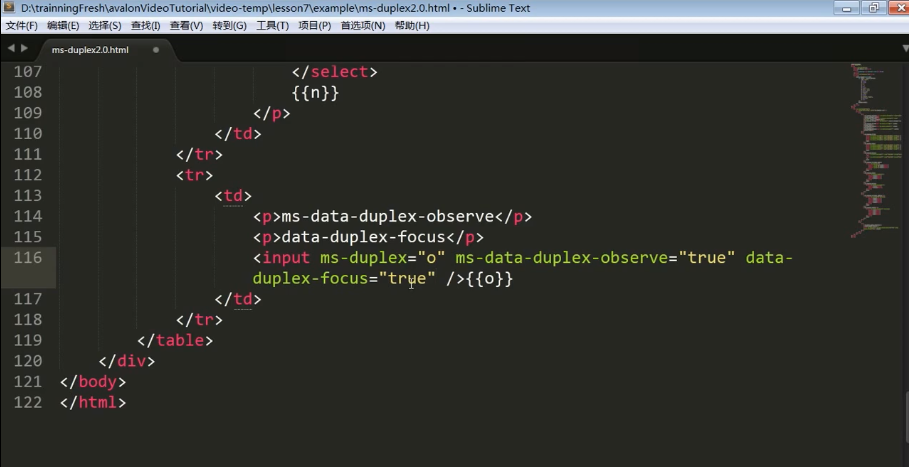 D:\trainningFresh\avalonVideoTutorial\video-temp\lesson7\example\ms-duplex2.0.html • - Sublime Text
文件(F) 编辑(E) 选择(S) 查找(I) 查看(V) 转到(G) 工具(T) 项目(P) 首选项(N) 帮助(H)
ms-duplex2.0.html
107 </select>
108 {{n}}
109 </p>
110 </td>
111 </tr>
112 <tr>
113 <td>
114 <p>ms-data-duplex-observe</p>
115 <p>data-duplex-focus</p>
116 <input ms-duplex="o" ms-data-duplex-observe="true" data-
duplex-focus="true" />{{o}}
117 </td>
118 </tr>
119 </table>
120 </div>
121 </body>
122 </html>